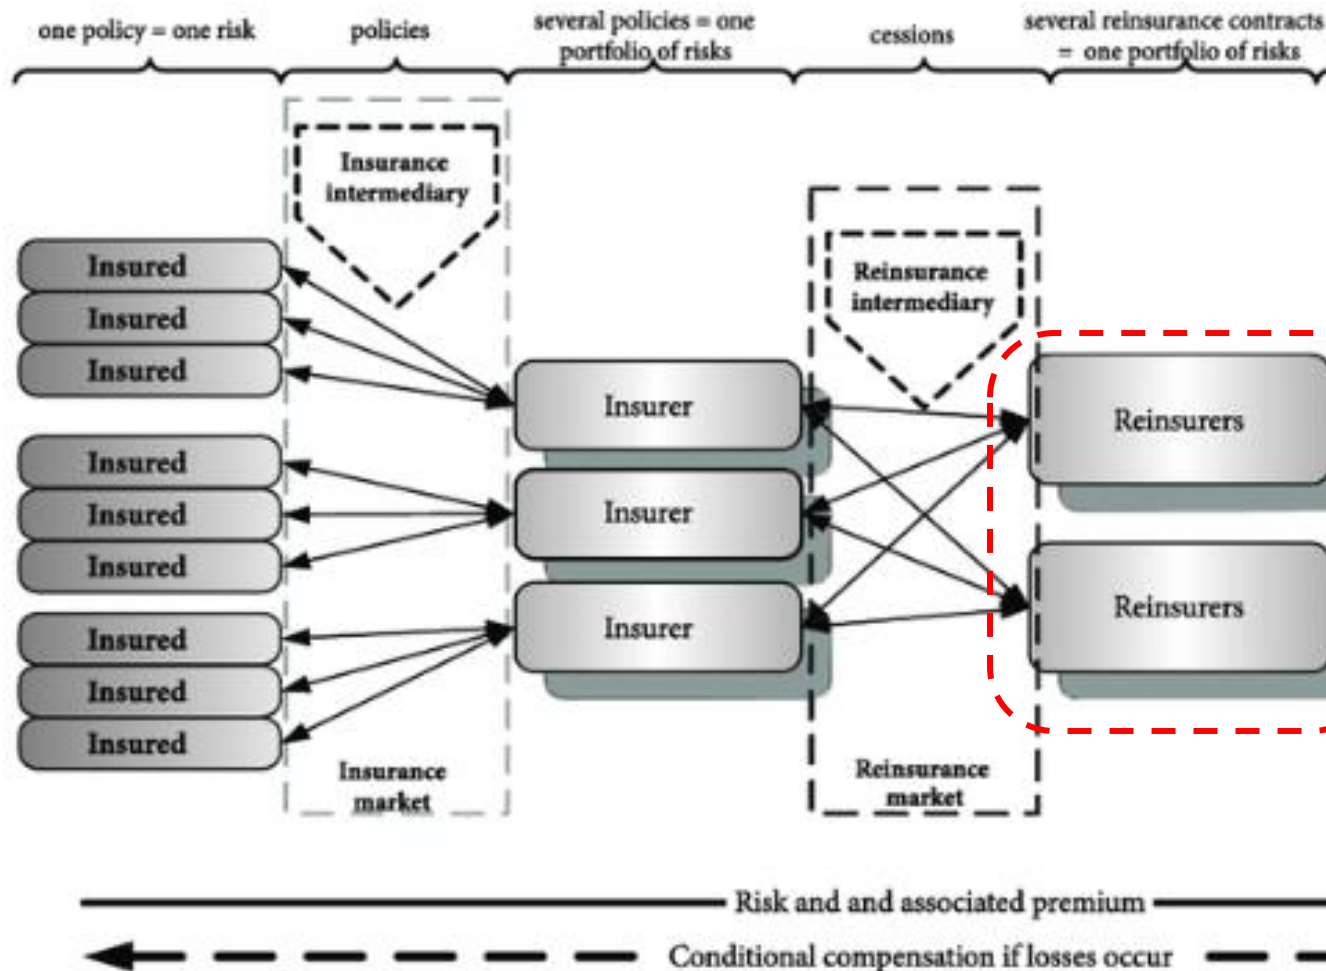 one policy = one risk
policies
several policies = one
portfolio of risks
cessions
several reinsurance contracts
= one portfolio of risks
Insurance
intermediary
Reinsurance
intermediary
Insured
Insured
Insured
Insured
Insured
Insured
Insured
Insured
Insured
Insurer
Insurer
Insurer
Reinsurers
Reinsurers
Insurance
market
Reinsurance
market
Risk and and associated premium
Conditional compensation if losses occur